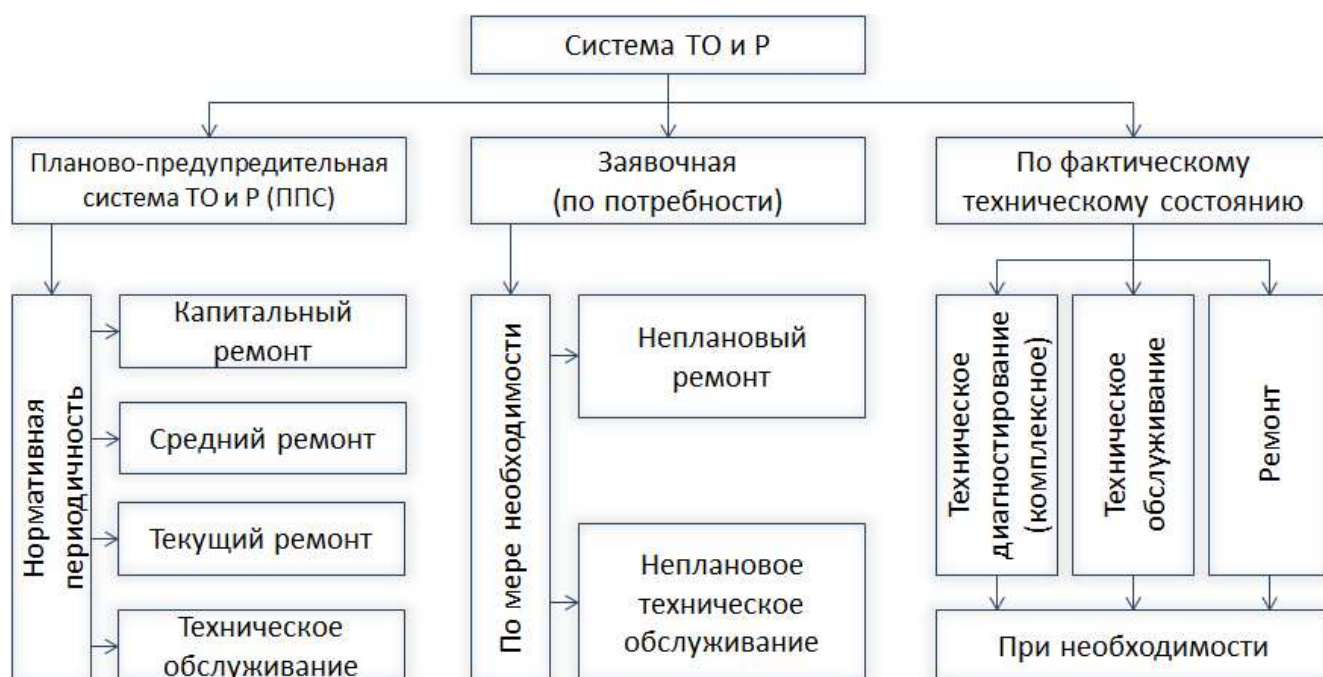 Система ТО и Р
Планово-предупредительная
система ТО и Р (ППС)
Заявочная
(по потребности)
По фактическому
техническому состоянию
Нормативная
периодичность
Капитальный
ремонт
Средний ремонт
Текущий ремонт
Техническое
обслуживание
По мере необходимости
Неплановый
ремонт
Неплановое
техническое
обслуживание
Техническое
диагностирование
(комплексное)
Техническое
обслуживание
Ремонт
При необходимости